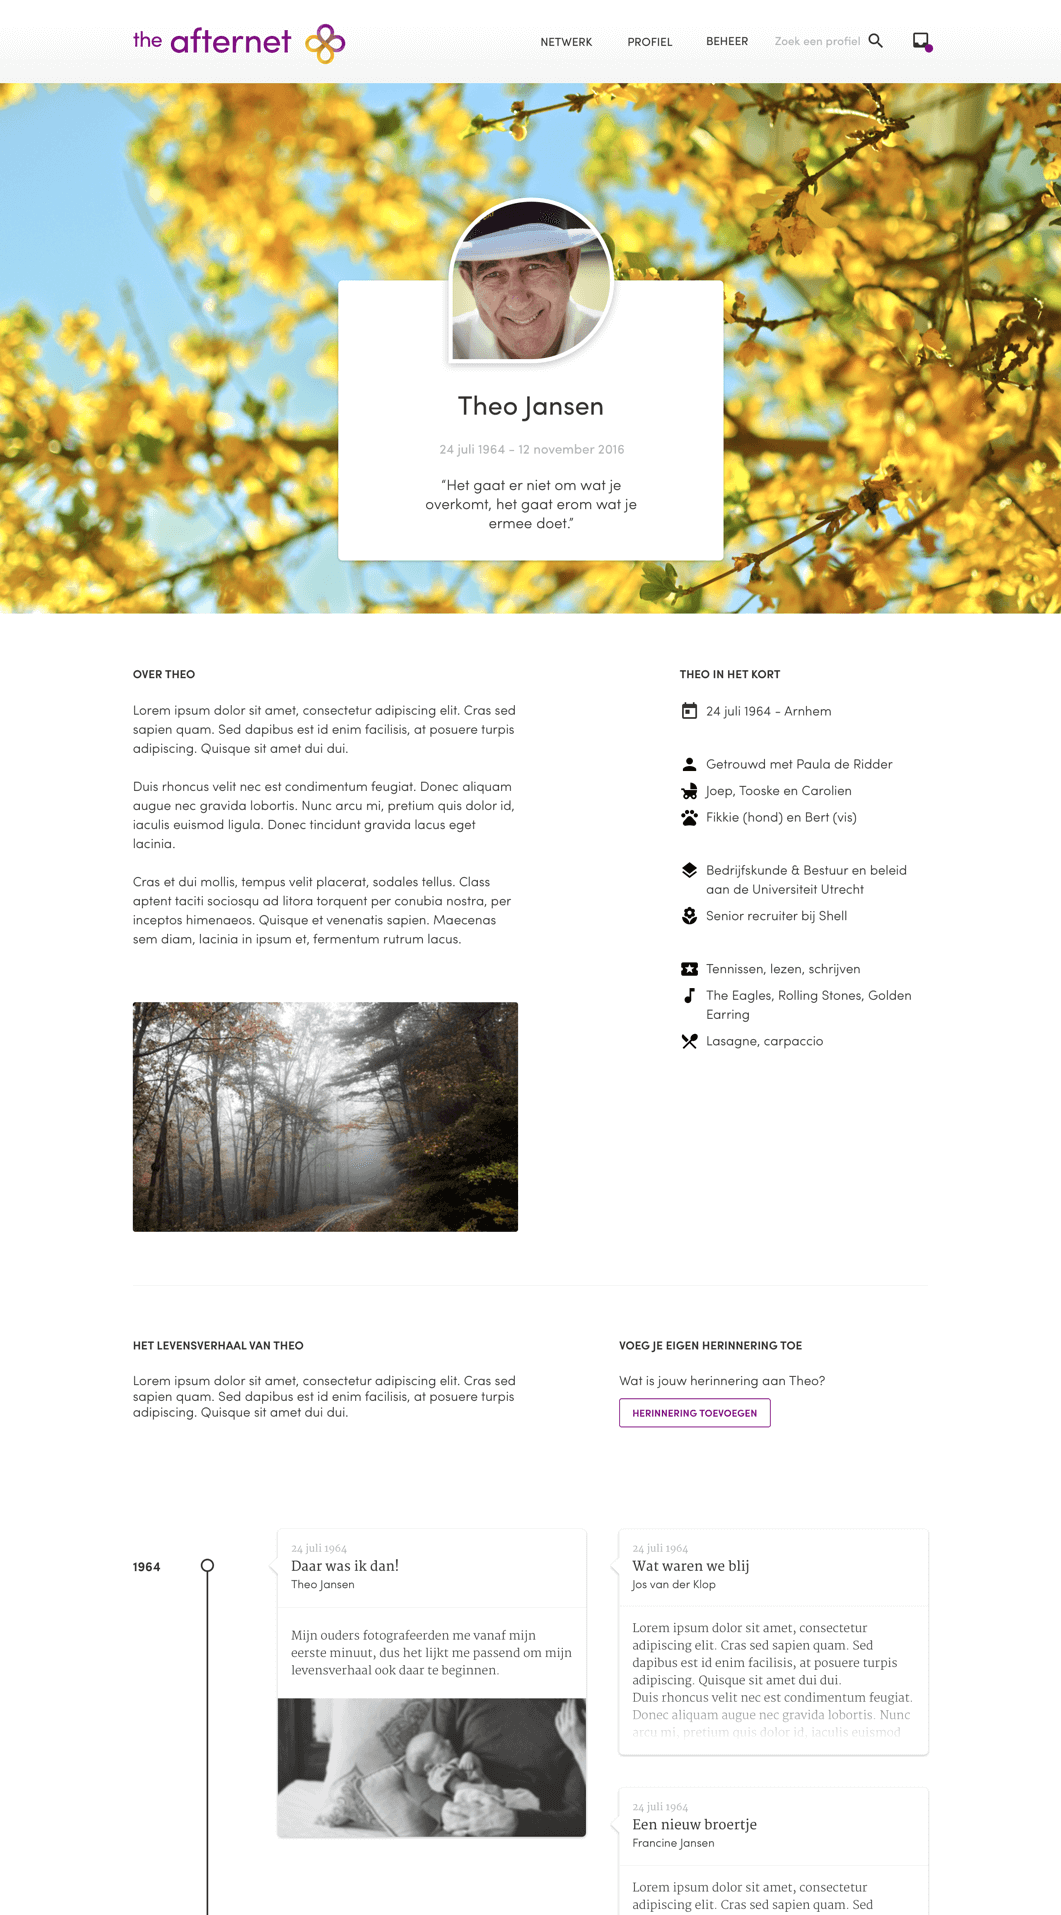 the afternet
NETWERK
PROFIEL
BEHEER
Zoek een profiel
Theo Jansen
24 juli 1964 - 12 november 2016
“Het gaat er niet om wat je
overkomt, het gaat erom wat je
ermee doet.”
OVER THEO
Lorem ipsum dolor sit amet, consectetur adipiscing elit. Cras sed
sapien quam. Sed dapibus est id enim facilisis, at posuere turpis
adipiscing. Quisque sit amet dui dui.
Duis rhoncus velit nec est condimentum feugiat. Donec aliquam
augue nec gravida lobortis. Nunc arcu mi, pretium quis dolor id,
iaculis euismod ligula. Donec tincidunt gravida lacus eget
lacinia.
Cras et dui mollis, tempus velit placerat, sodales tellus. Class
aptent taciti sociosqu ad litora torquent per conubia nostra, per
inceptos himenaeos. Quisque et venenatis sapien. Maecenas
sem diam, lacinia in ipsum et, fermentum rutrum lacus.
THEO IN HET KORT
24 juli 1964 - Arnhem
Getrouwd met Paula de Ridder
Joep, Tooske en Carolien
Fikkie (hond) en Bert (vis)
Bedrijfskunde & Bestuur en beleid
aan de Universiteit Utrecht
Senior recruiter bij Shell
Tennissen, lezen, schrijven
The Eagles, Rolling Stones, Golden
Earring
Lasagne, carpaccio
HET LEVENSVERHAAL VAN THEO
Lorem ipsum dolor sit amet, consectetur adipiscing elit. Cras sed
sapien quam. Sed dapibus est id enim facilisis, at posuere turpis
adipiscing. Quisque sit amet dui dui.
VOEG JE EIGEN HERINNERING TOE
Wat is jouw herinnering aan Theo?
HERINNERING TOEVOEGEN
1964
24 juli 1964
Daar was ik dan!
Theo Jansen
Mijn ouders fotografeerden me vanaf mijn
eerste minuut, dus het lijkt me passend om mijn
levensverhaal ook daar te beginnen.
24 juli 1964
Wat waren we blij
Jos van der Klop
Lorem ipsum dolor sit amet, consectetur
adipiscing elit. Cras sed sapien quam. Sed
dapibus est id enim facilisis, at posuere turpis
adipiscing. Quisque sit amet dui dui.
Duis rhoncus velit nec est condimentum feugiat.
Donec aliquam augue nec gravida lobortis. Nunc
arcu mi, pretium quis dolor id, iaculis euismod
24 juli 1964
Een nieuw broertje
Francine Jansen
Lorem ipsum dolor sit amet, consectetur
adipiscing elit. Cras sed sapien quam. Sed